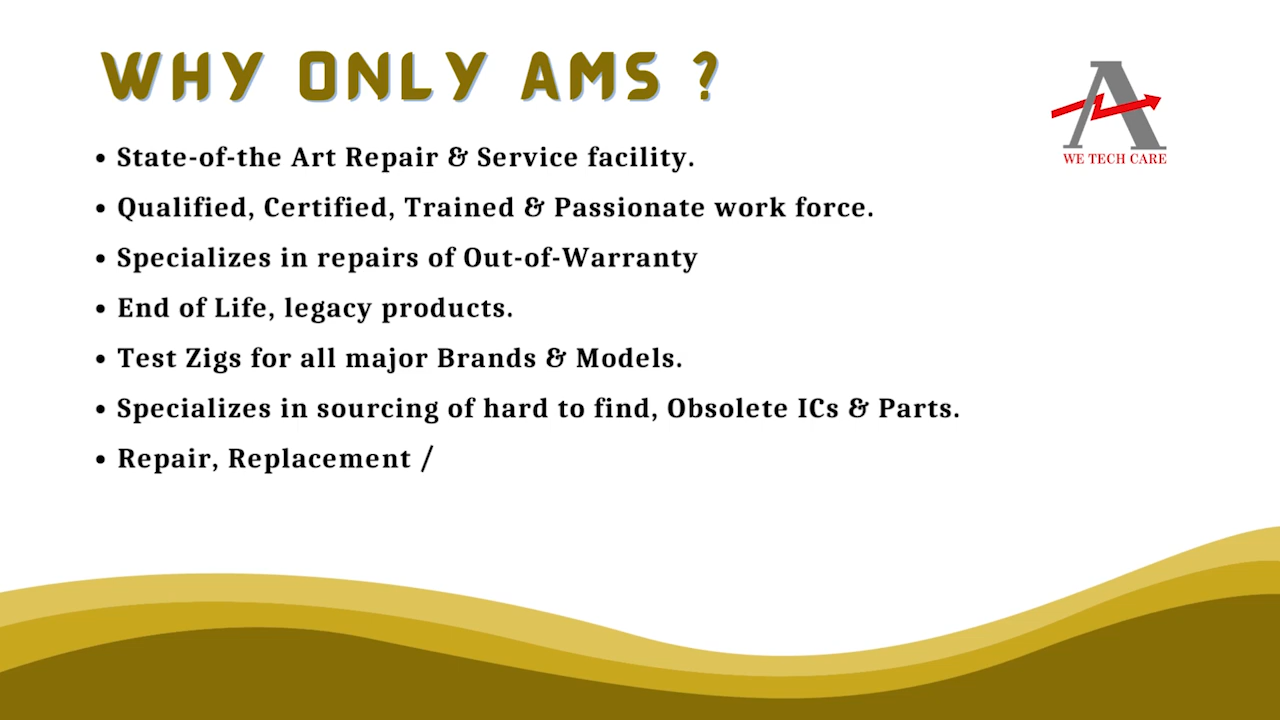 WHY ONLY AMS ?
WE TECH CARE
• State-of-the Art Repair & Service facility.
• Qualified, Certified, Trained & Passionate work force.
• Specializes in repairs of Out-of-Warranty
• End of Life, legacy products.
• Test Zigs for all major Brands & Models.
• Specializes in sourcing of hard to find, Obsolete ICs & Parts.
• Repair, Replacement /